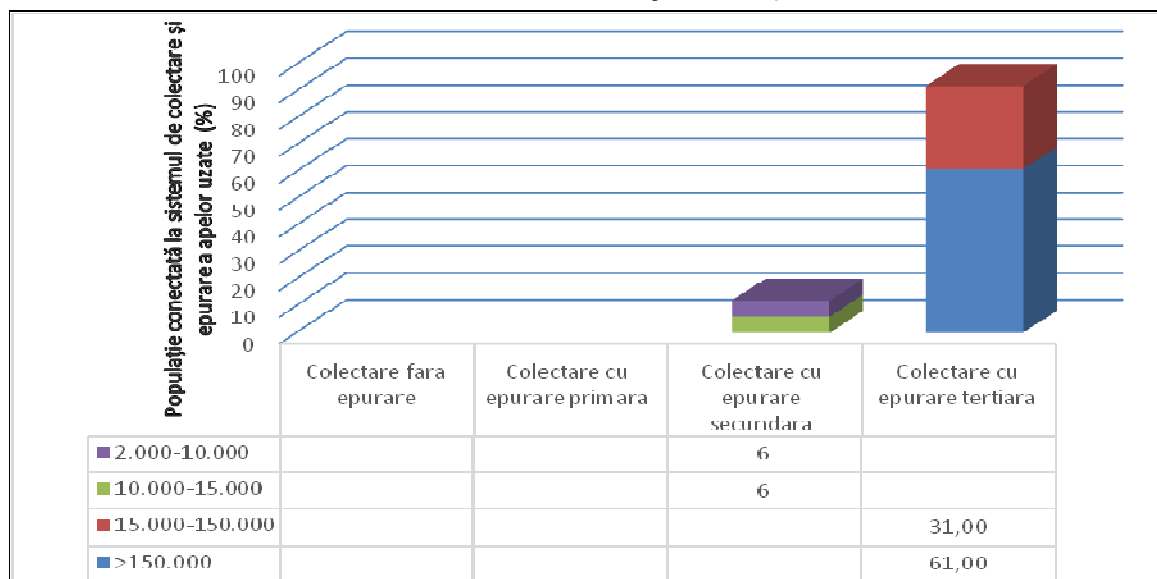 Populaţie conectată la sistemul de colectare și
epurarea apelor uzate (%)
100
90
80
70
60
50
40
30
20
10
0
Colectare fara
epurare
Colectare cu
epurare primara
Colectare cu
epurare
secundara
Colectare cu
epurare tertiara
2.000-10.000 6
10.000-15.000 6
15.000-150.000 31,00
>150.000 61,00